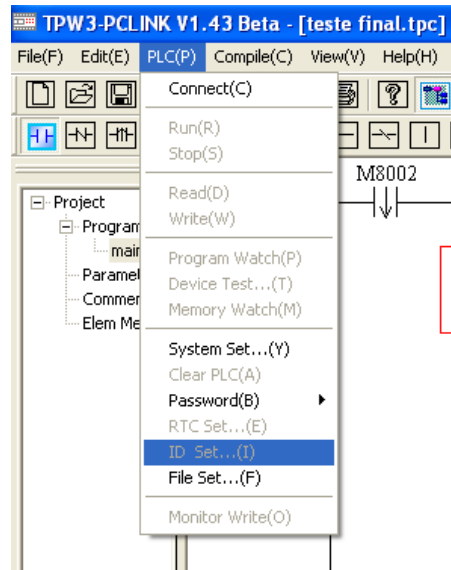 TPW3-PCLINK V1.43 Beta - [teste final.tpc]
File(F) Edit(E) PLC(P) Compile(C) View(V) Help(H)
Connect(C)
Run(R)
Stop(S)
Read(D)
Write(W)
Program Watch(P)
Device Test...(T)
Memory Watch(M)
System Set...(Y)
Clear PLC(A)
Password(B)
RTC Set...(E)
ID Set...(I)
File Set...(F)
Monitor Write(O)
Project
Program
mair
Paramet
Commer
Elem Me
M8002